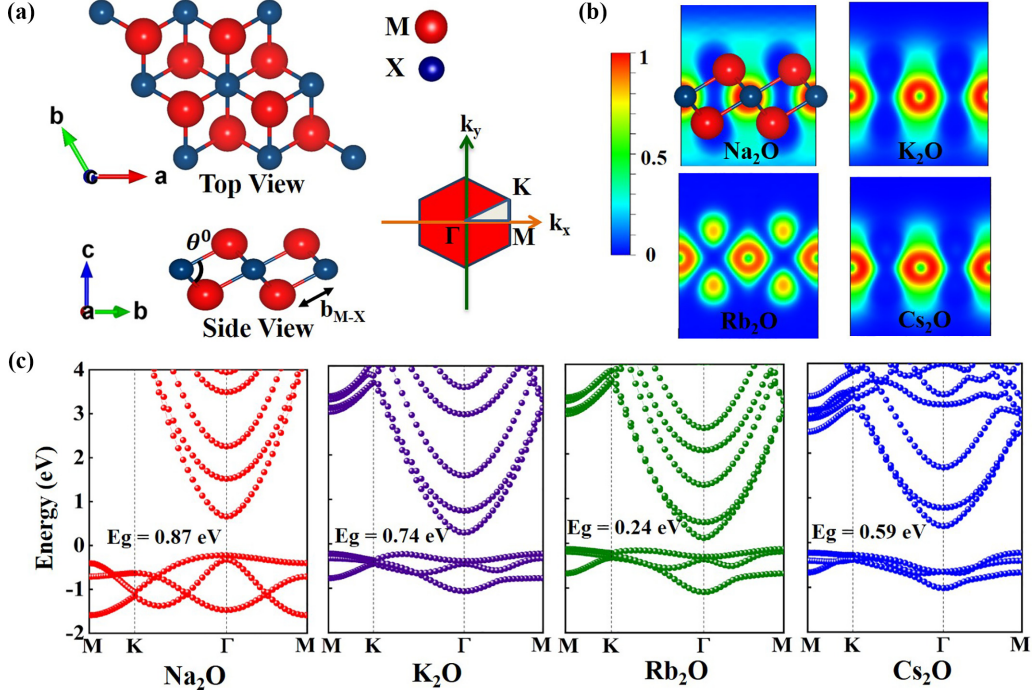 (a)
M
X
b
c
a
Top View
k_y
K
Γ
M
k_x
c
θ⁰
a
b
b_M-X
Side View
(b)
1
0.5
0
Na₂O
K₂O
Rb₂O
Cs₂O
(c)
Energy (eV)
4
3
2
1
0
-1
-2
Eg = 0.87 eV
Eg = 0.74 eV
Eg = 0.24 eV
Eg = 0.59 eV
M K Γ M
M K Γ M
M K Γ M
M K Γ M
Na₂O
K₂O
Rb₂O
Cs₂O